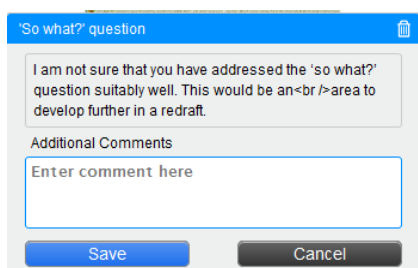 'So what?' question
I am not sure that you have addressed the 'so what?'
question suitably well. This would be an<br />area to
develop further in a redraft.
Additional Comments
Enter comment here
Save Cancel